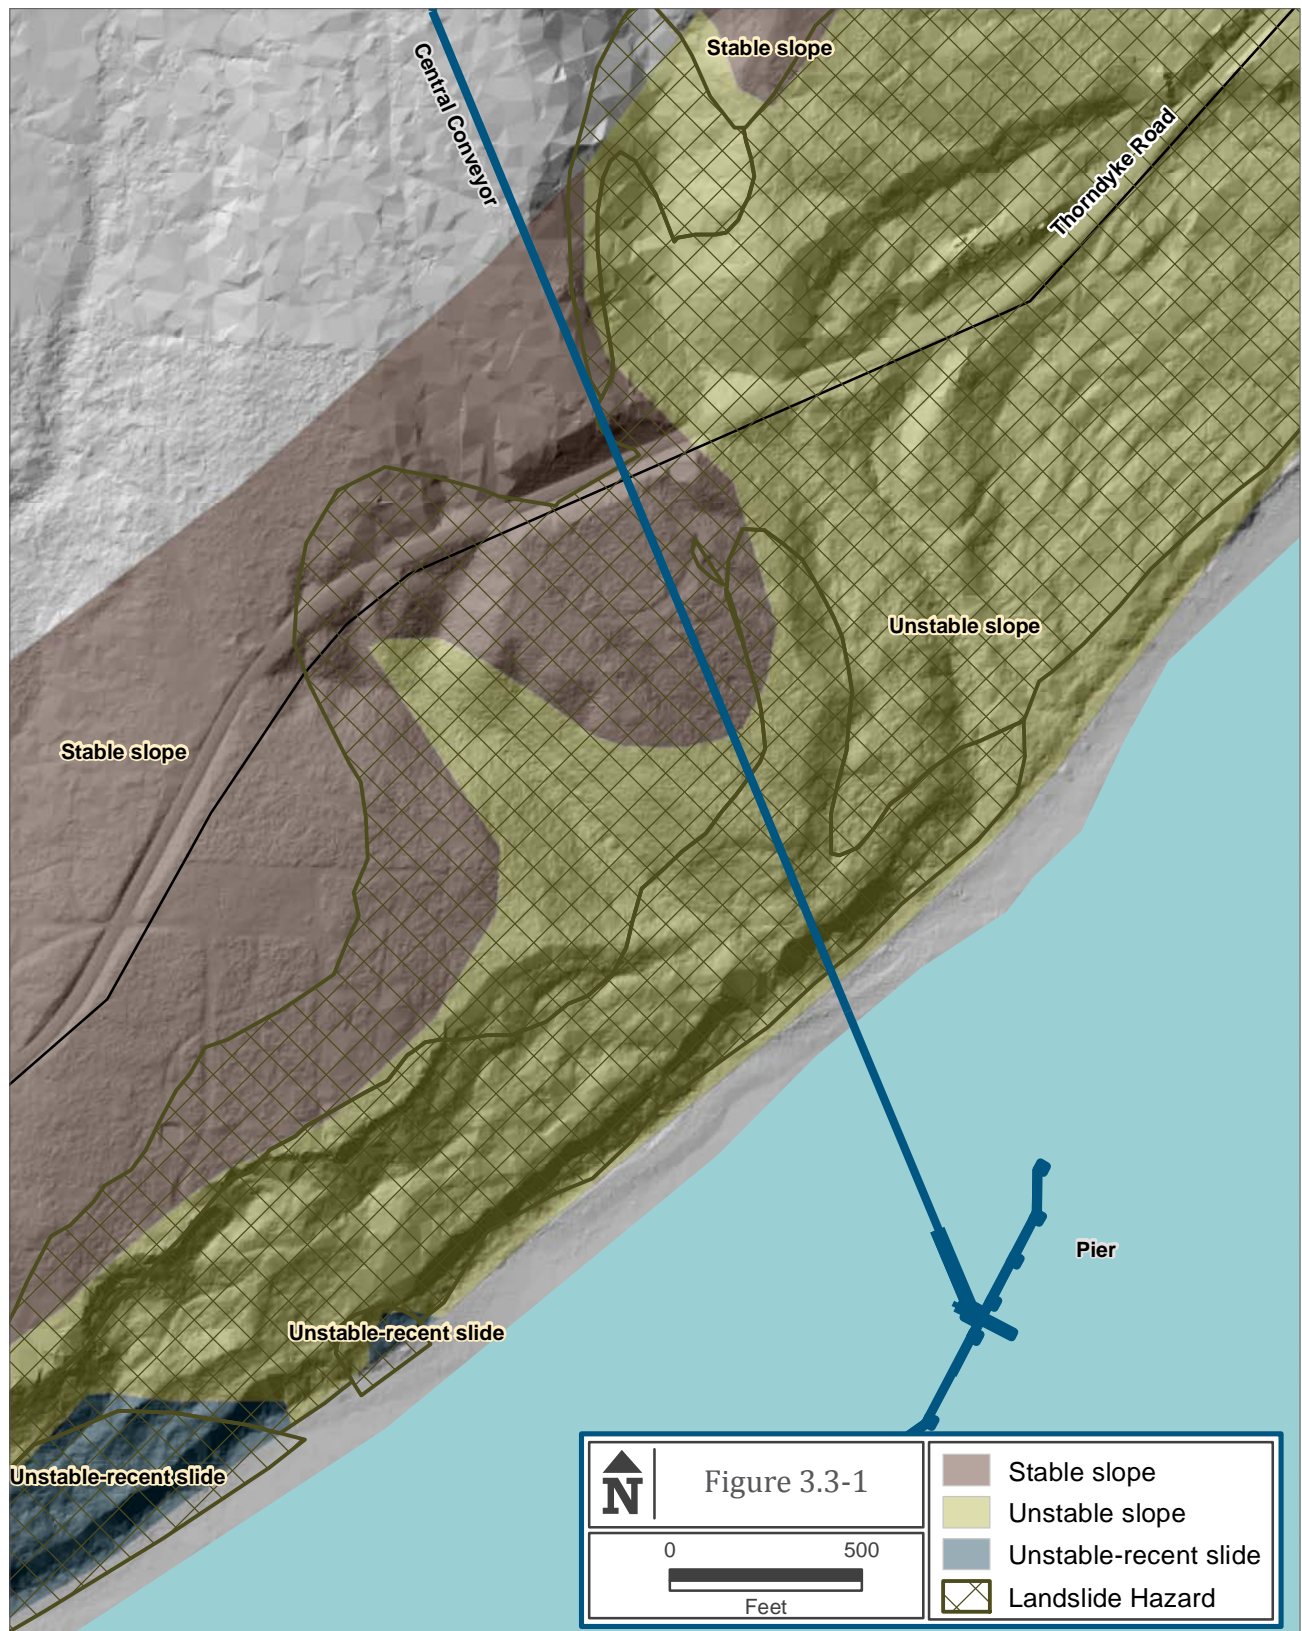 Stable slope
Central Conveyor
Thorndyke Road
Unstable slope
Stable slope
Pier
Unstable-recent slide
Unstable-recent slide
N
Figure 3.3-1
0 500
Feet
Stable slope
Unstable slope
Unstable-recent slide
Landslide Hazard